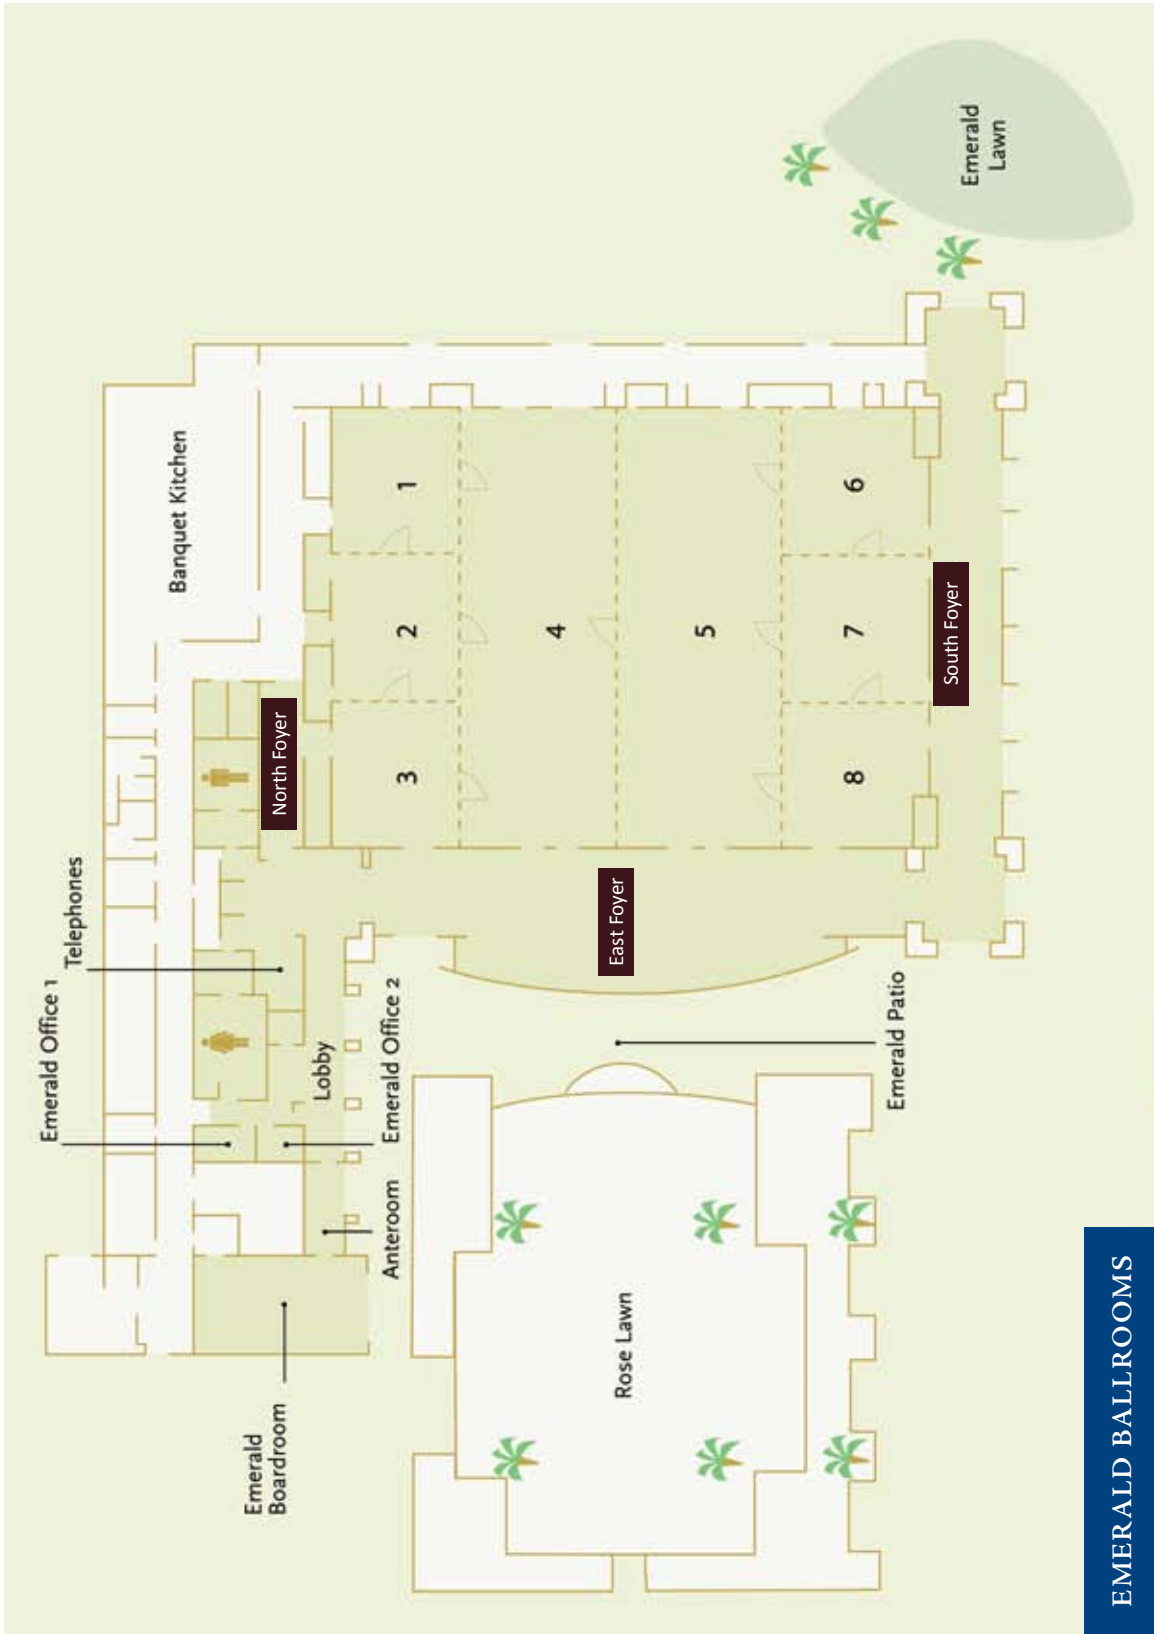 Emerald
Boardroom
Emerald Office 1
Telephones
Banquet Kitchen
North Foyer
Lobby
Emerald Office 2
Anteroom
3
2
1
4
5
8
7
6
East Foyer
South Foyer
Rose Lawn
Emerald Patio
Emerald
Lawn
EMERALD BALLROOMS